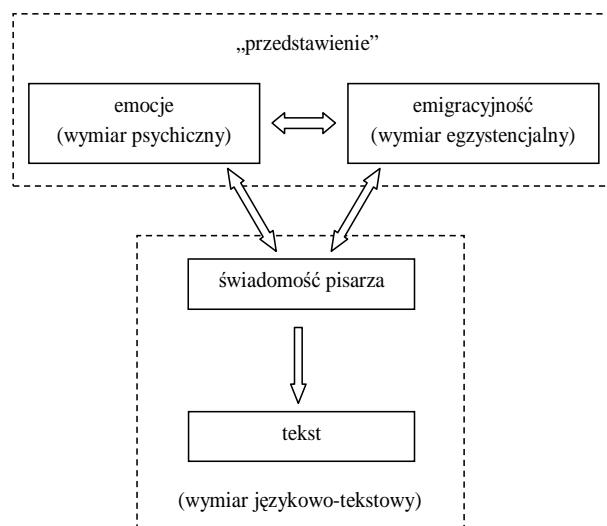 „przedstawienie”
emocje
(wymiar psychiczny)
emigracyjność
(wymiar egzystencjalny)
świadomość pisarza
tekst
(wymiar językowo-tekstowy)